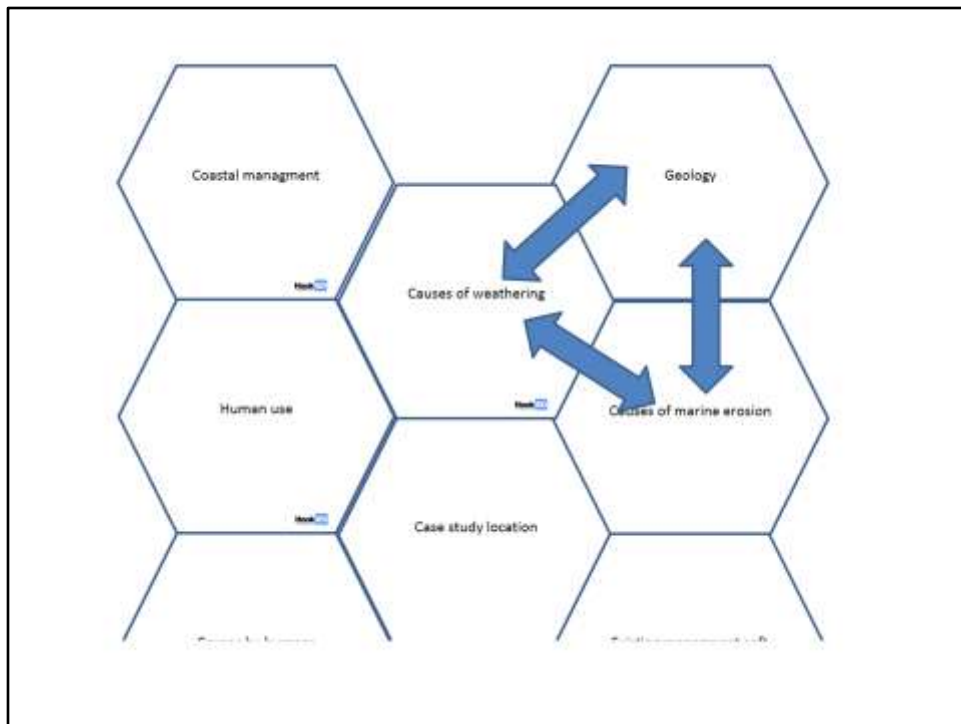 Coastal managment
Geology
Causes of weathering
Human use
Causes of marine erosion
Case study location